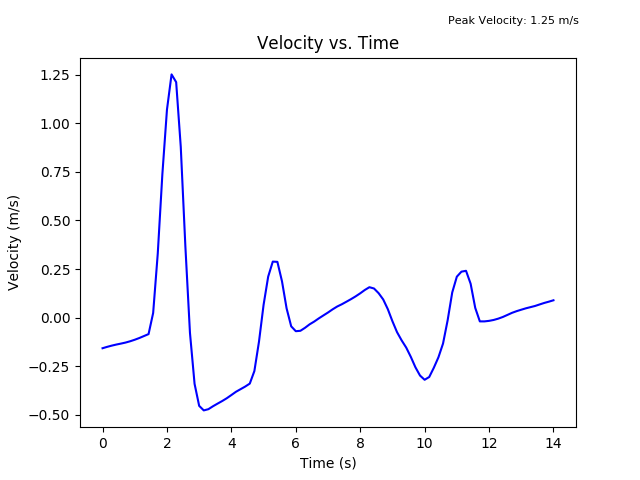 Peak Velocity: 1.25 m/s
Velocity vs. Time
1.25
1.00
0.75
0.50
0.25
0.00
−0.25
−0.50
Velocity (m/s)
0 2 4 6 8 10 12 14
Time (s)